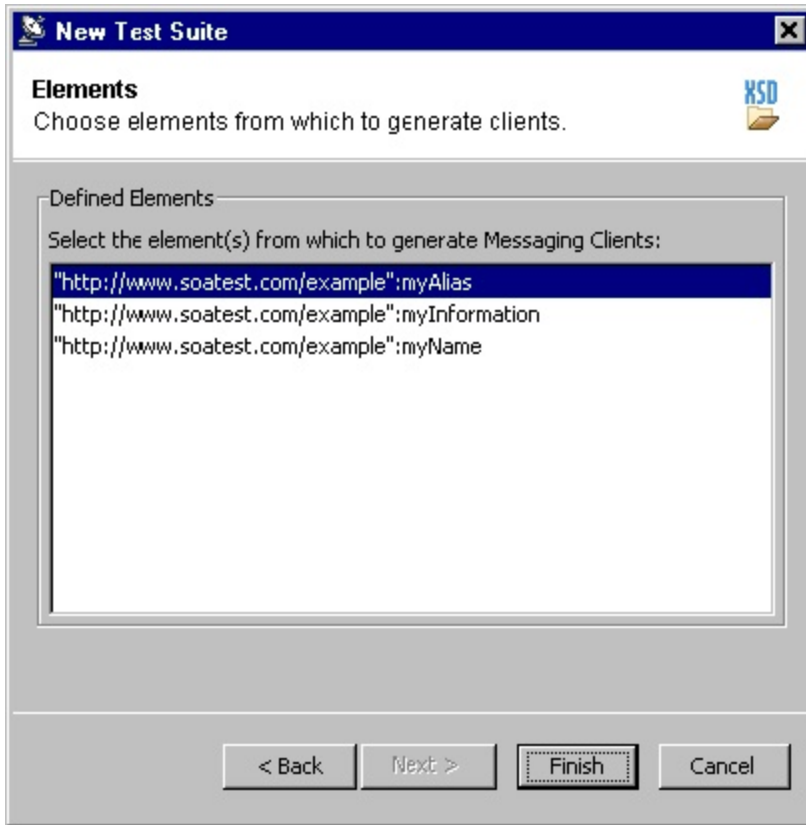 New Test Suite
Elements
XSD
Choose elements from which to generate clients.
Defined Elements
Select the element(s) from which to generate Messaging Clients:
"http://www.soatest.com/example":myAlias
"http://www.soatest.com/example":myInformation
"http://www.soatest.com/example":myName
< Back Next > Finish Cancel